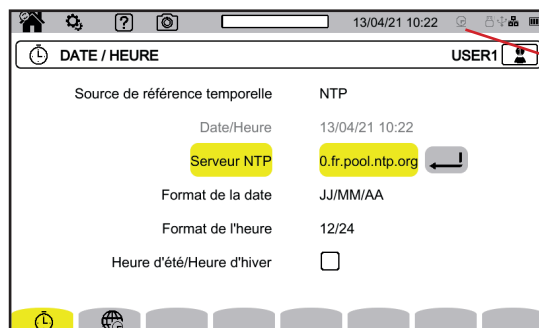 ? 13/04/21 10:22
DATE / HEURE USER1
Source de référence temporelle NTP
Date/Heure 13/04/21 10:22
Serveur NTP 0.fr.pool.ntp.org
Format de la date JJ/MM/AA
Format de l'heure 12/24
Heure d'été/Heure d'hiver